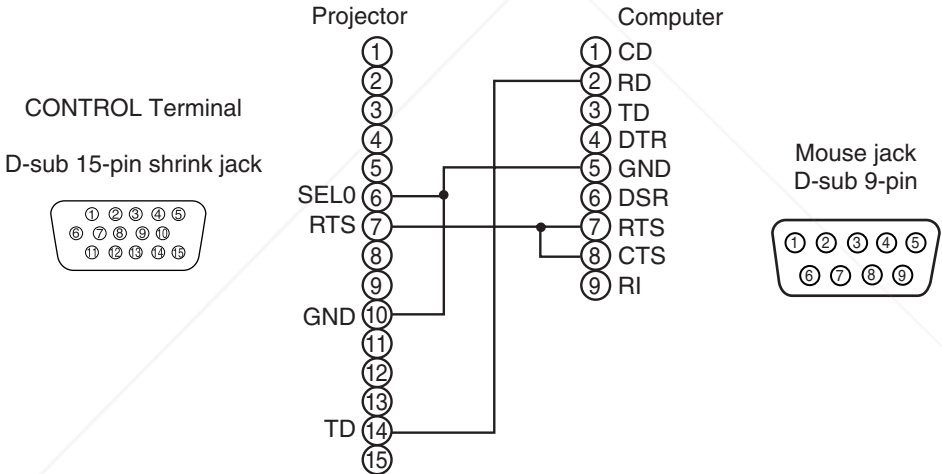 Projector
Computer
CONTROL Terminal
D-sub 15-pin shrink jack
① ② ③ ④ ⑤
⑥ ⑦ ⑧ ⑨ ⑩
⑪ ⑫ ⑬ ⑭ ⑮
①
②
③
④
⑤
SEL0 ⑥
RTS ⑦
⑧
⑨
GND ⑩
⑪
⑫
⑬
TD ⑭
⑮
① CD
② RD
③ TD
④ DTR
⑤ GND
⑥ DSR
⑦ RTS
⑧ CTS
⑨ RI
Mouse jack
D-sub 9-pin
① ② ③ ④ ⑤
⑥ ⑦ ⑧ ⑨